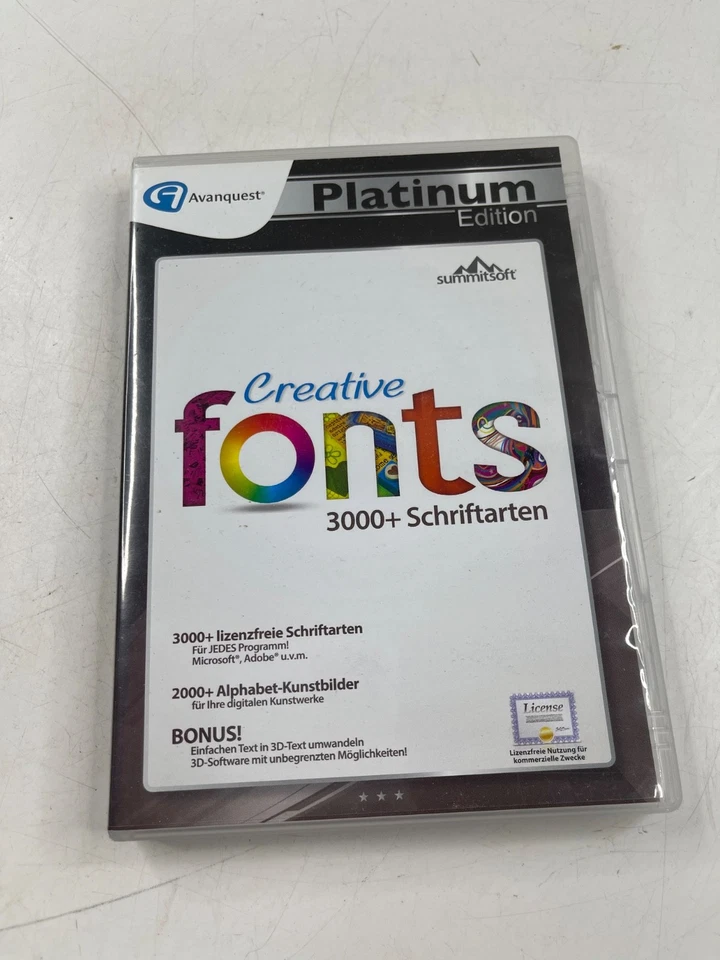 Avanquest®
Platinum
Edition
summitsoft®
Creative
fonts
3000+ Schriftarten
3000+ lizenzfreie Schriftarten
Für JEDES Programm!
Microsoft®, Adobe® u.v.m.
2000+ Alphabet-Kunstbilder
für Ihre digitalen Kunstwerke
BONUS!
Einfachen Text in 3D-Text umwandeln
3D-Software mit unbegrenzten Möglichkeiten!
License
Lizenzfreie Nutzung für
kommerzielle Zwecke